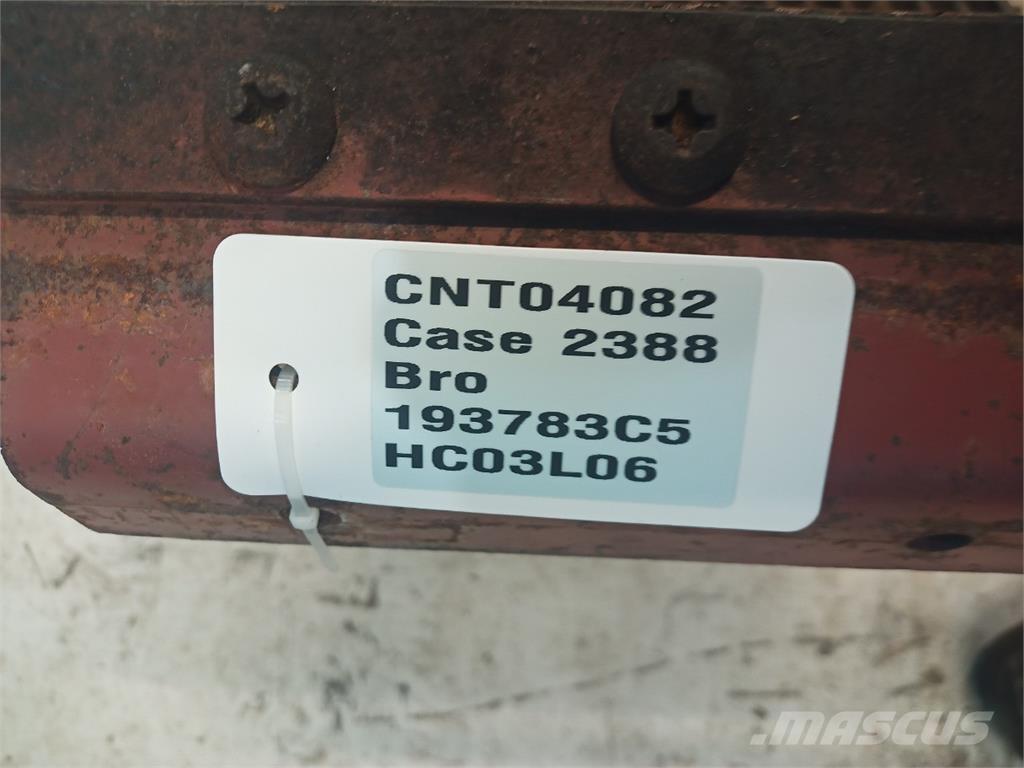 CNT04082
Case 2388
Bro
193783C5
HC03L06
MASCUS